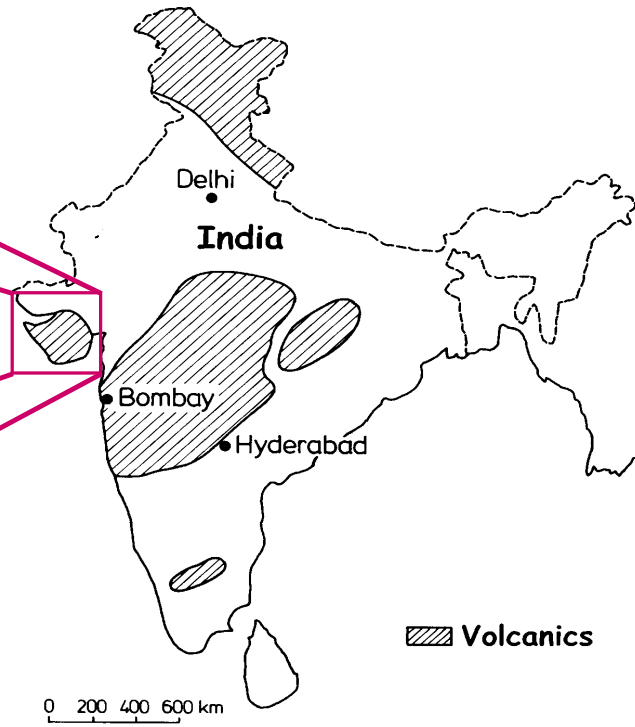 Delhi
India
Bombay
Hyderabad
Volcanics
0 200 400 600 km